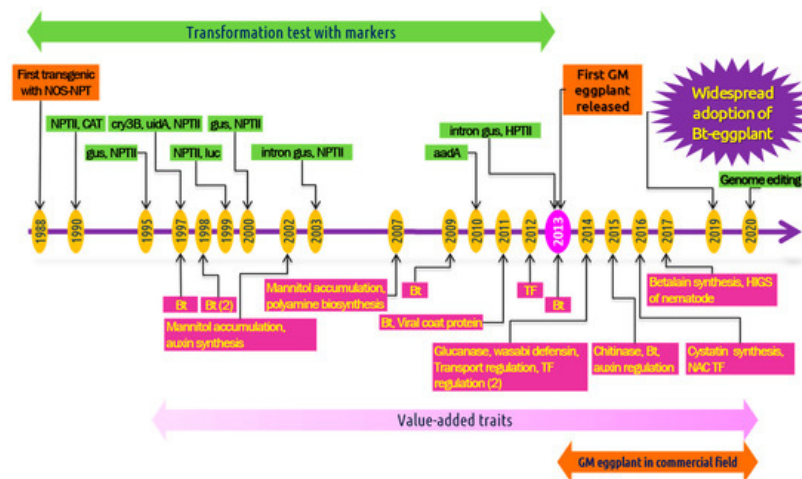 Transformation test with markers
First transgenic
with NOS-NPT
First GM
eggplant
released
Widespread
adoption of
Bt-eggplant
NPTII, CAT
cry3B, uidA, NPTII
gus, NPTII
intron gus, HPTII
gus, NPTII
NPTII, luc
intron gus, NPTII
aadA
Genome editing
1988
1990
1995
1997
1998
1999
2000
2002
2003
2007
2009
2010
2011
2012
2013
2014
2015
2016
2017
2019
2020
Bt
Bt (2)
Mannitol accumulation,
auxin synthesis
Mannitol accumulation,
polyamine biosynthesis
Bt
Bt, Viral coat protein
TF
Bt
Glucanase, wasabi defensin,
Transport regulation, TF
regulation (2)
Chitinase, Bt,
auxin regulation
Betalain synthesis, HIGS
of nematode
Cystatin synthesis,
NAC TF
Value-added traits
GM eggplant in commercial field